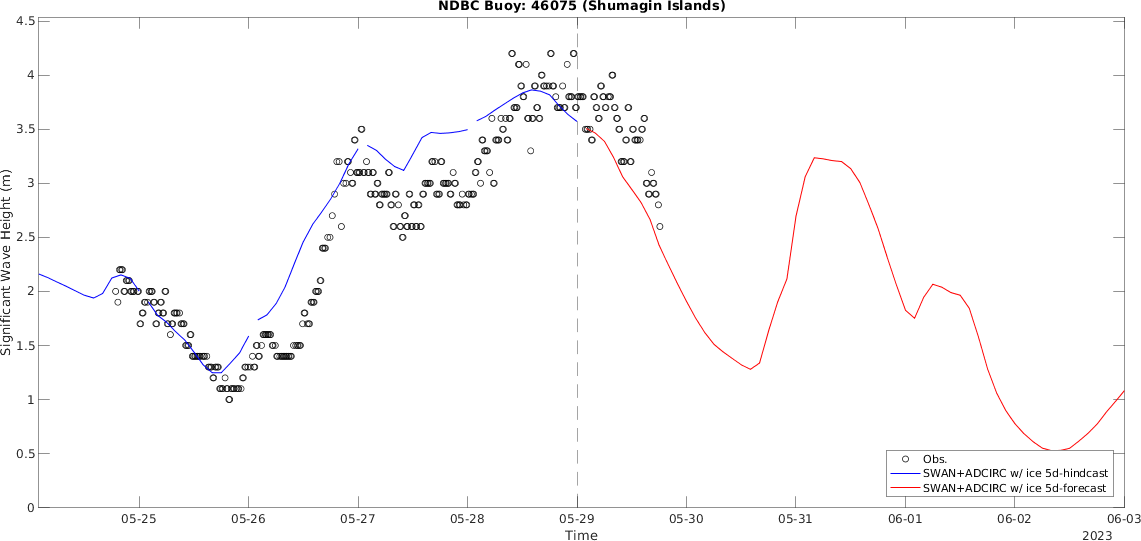 NDBC Buoy: 46075 (Shumagin Islands)
4.5
4
3.5
3
2.5
2
1.5
1
0.5
0
Significant Wave Height (m)
Obs.
SWAN+ADCIRC w/ ice 5d-hindcast
SWAN+ADCIRC w/ ice 5d-forecast
05-25 05-26 05-27 05-28 05-29 05-30 05-31 06-01 06-02 06-03
Time
2023